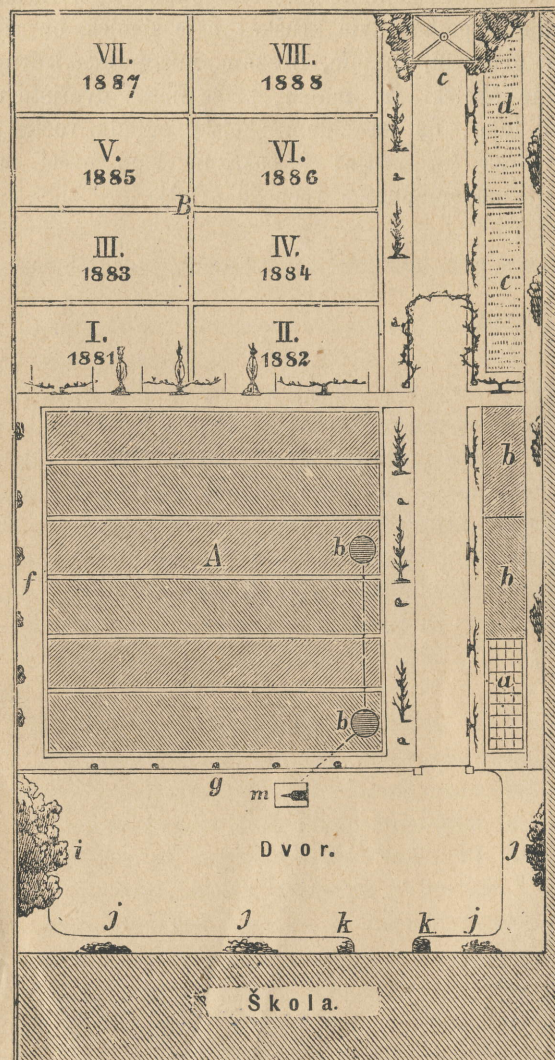 VII.
1887
VIII.
1888
c
d
V.
1885
VI.
1886
B
III.
1883
IV.
1884
c
I.
1881
II.
1882
b
b
A
h
f
a
b
g
m
i
Dvor.
j
j
j
k
k
j
Škola.